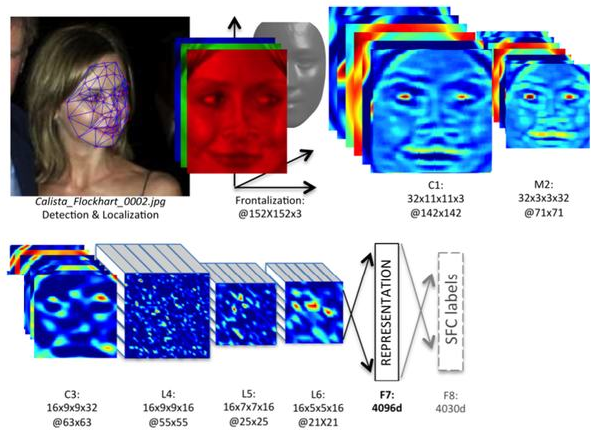 Calista_Flockhart_0002.jpg
Detection & Localization
Frontalization:
@152X152x3
C1:
32x11x11x3
@142x142
M2:
32x3x3x32
@71x71
REPRESENTATION
SFC labels
C3:
16x9x9x32
@63x63
L4:
16x9x9x16
@55x55
L5:
16x7x7x16
@25x25
L6:
16x5x5x16
@21X21
F7:
4096d
F8:
4030d